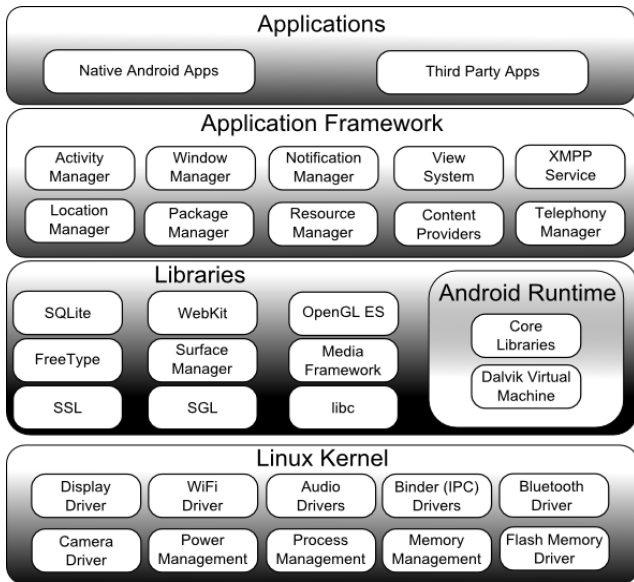 Applications
Native Android Apps
Third Party Apps
Application Framework
Activity
Manager
Window
Manager
Notification
Manager
View
System
XMPP
Service
Location
Manager
Package
Manager
Resource
Manager
Content
Providers
Telephony
Manager
Libraries
SQLite
WebKit
OpenGL ES
FreeType
Surface
Manager
Media
Framework
SSL
SGL
libc
Android Runtime
Core
Libraries
Dalvik Virtual
Machine
Linux Kernel
Display
Driver
WiFi
Driver
Audio
Drivers
Binder (IPC)
Drivers
Bluetooth
Driver
Camera
Driver
Power
Management
Process
Management
Memory
Management
Flash Memory
Driver